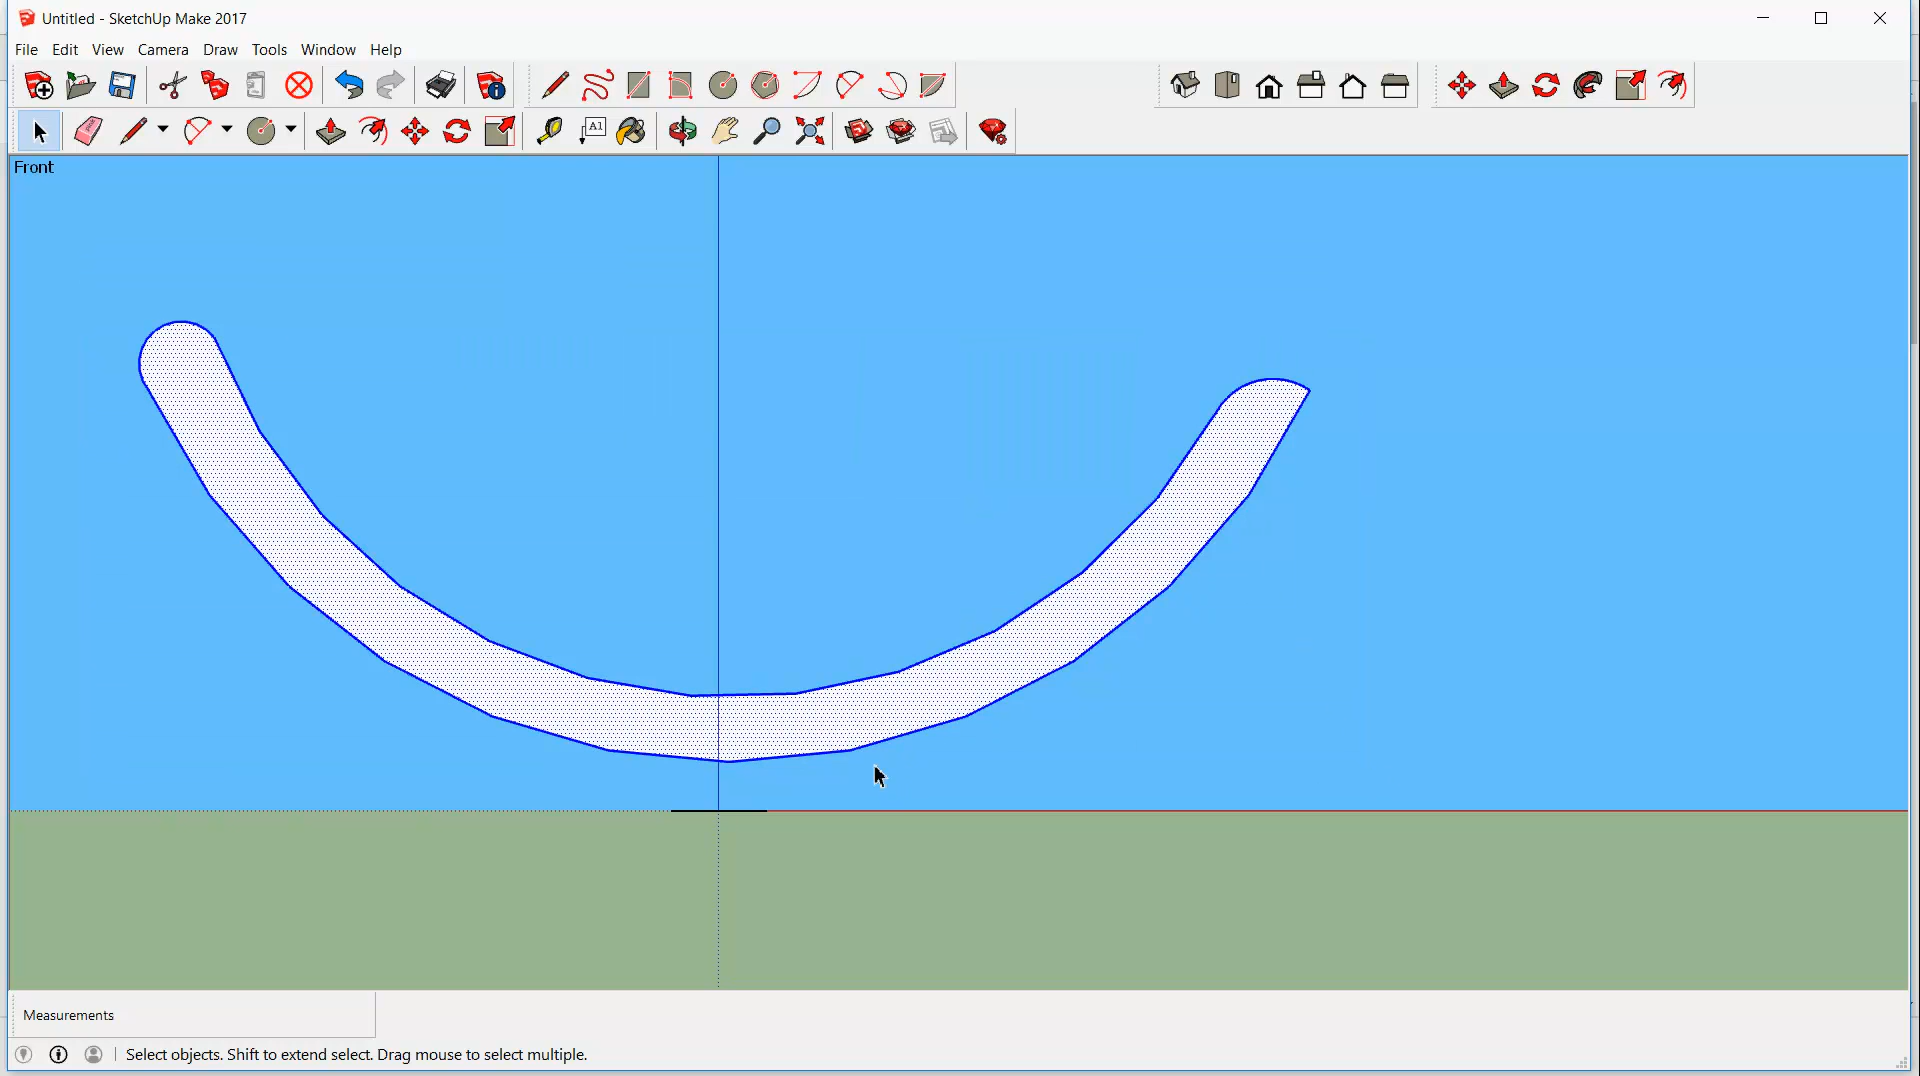 Untitled - SketchUp Make 2017
File Edit View Camera Draw Tools Window Help
A1
Front
Measurements
Select objects. Shift to extend select. Drag mouse to select multiple.